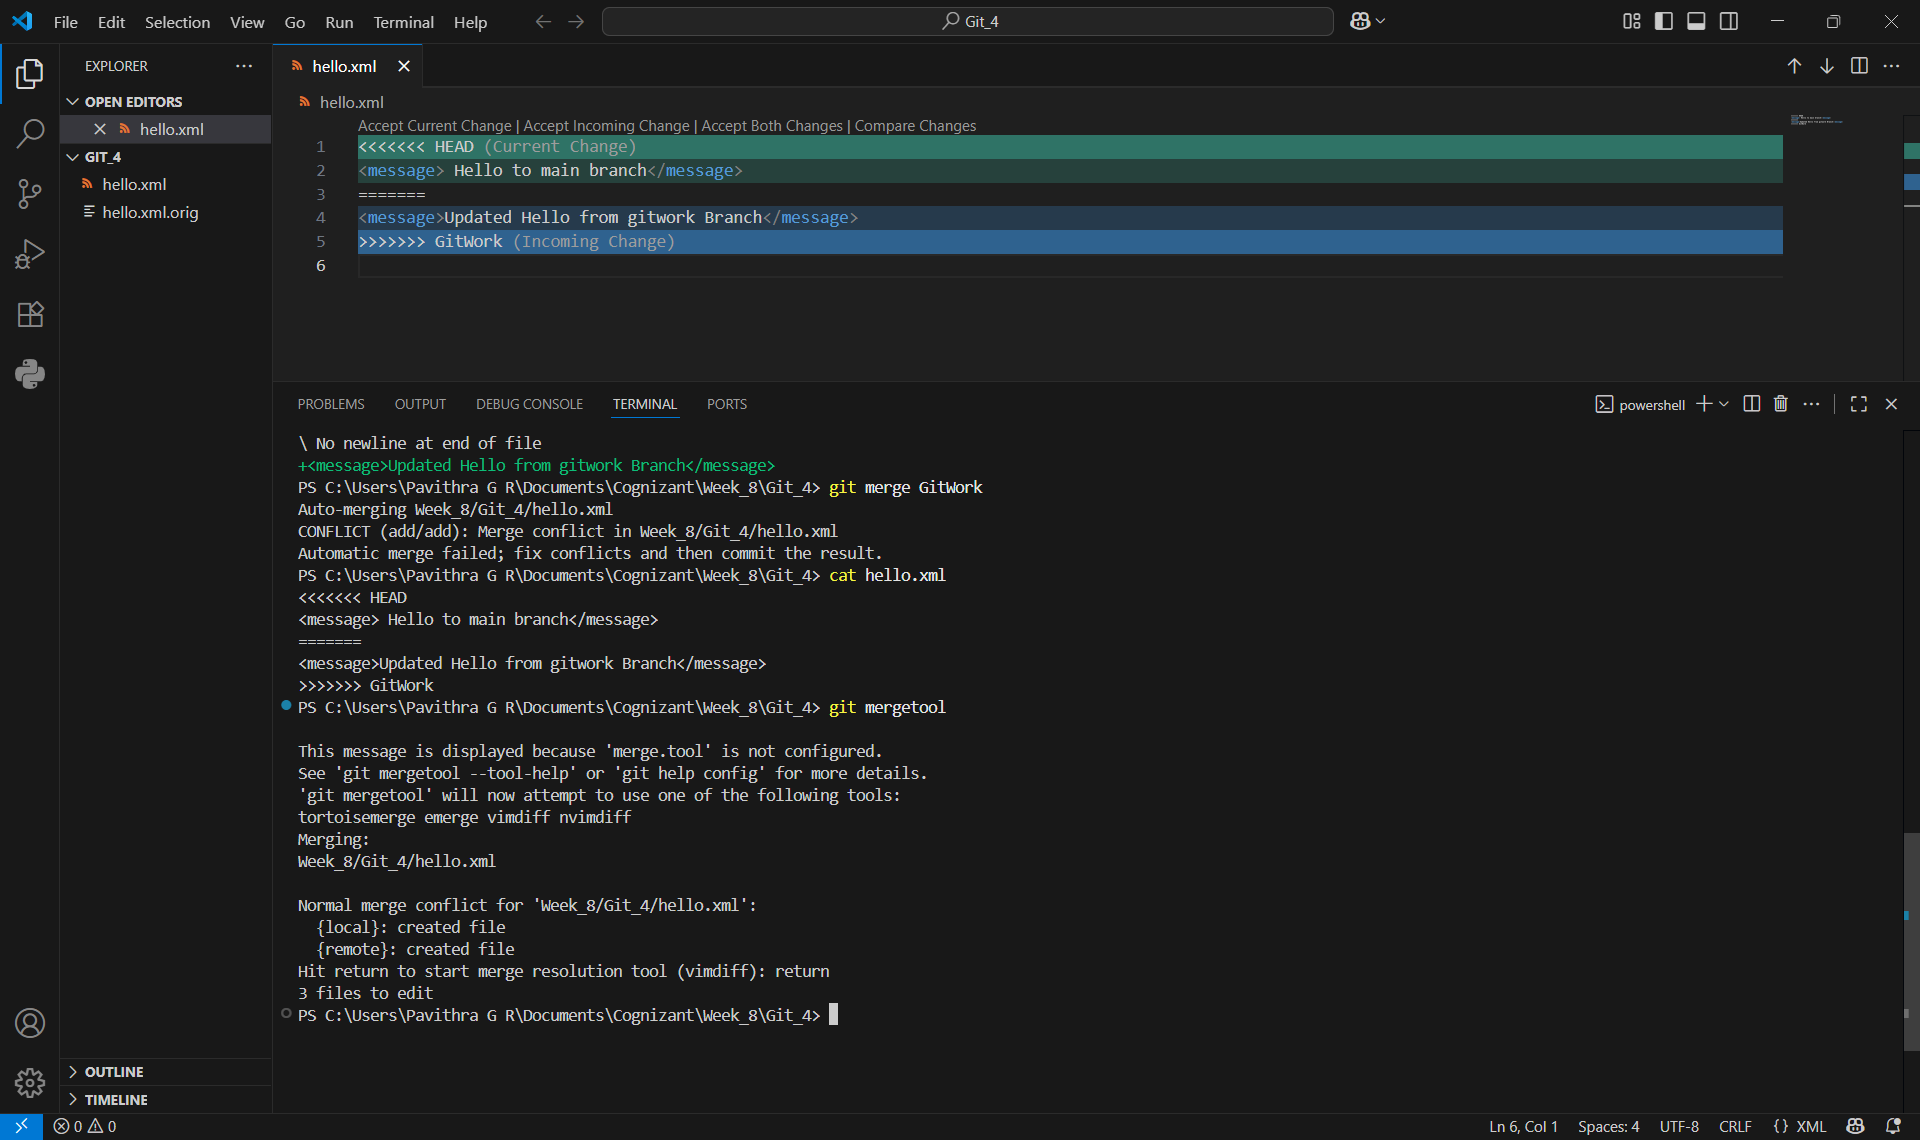 File Edit Selection View Go Run Terminal Help
Git_4
EXPLORER
OPEN EDITORS
hello.xml
GIT_4
hello.xml
hello.xml.orig
OUTLINE
TIMELINE
hello.xml
hello.xml
Accept Current Change | Accept Incoming Change | Accept Both Changes | Compare Changes
1 <<<<<<< HEAD (Current Change)
2 <message> Hello to main branch</message>
3 =======
4 <message>Updated Hello from gitwork Branch</message>
5 >>>>>>> GitWork (Incoming Change)
6
PROBLEMS OUTPUT DEBUG CONSOLE TERMINAL PORTS
powershell
\ No newline at end of file
+<message>Updated Hello from gitwork Branch</message>
PS C:\Users\Pavithra G R\Documents\Cognizant\Week_8\Git_4> git merge GitWork
Auto-merging Week_8/Git_4/hello.xml
CONFLICT (add/add): Merge conflict in Week_8/Git_4/hello.xml
Automatic merge failed; fix conflicts and then commit the result.
PS C:\Users\Pavithra G R\Documents\Cognizant\Week_8\Git_4> cat hello.xml
<<<<<<< HEAD
<message> Hello to main branch</message>
=======
<message>Updated Hello from gitwork Branch</message>
>>>>>>> GitWork
PS C:\Users\Pavithra G R\Documents\Cognizant\Week_8\Git_4> git mergetool
This message is displayed because 'merge.tool' is not configured.
See 'git mergetool --tool-help' or 'git help config' for more details.
'git mergetool' will now attempt to use one of the following tools:
tortoisemerge emerge vimdiff nvimdiff
Merging:
Week_8/Git_4/hello.xml
Normal merge conflict for 'Week_8/Git_4/hello.xml':
{local}: created file
{remote}: created file
Hit return to start merge resolution tool (vimdiff): return
3 files to edit
PS C:\Users\Pavithra G R\Documents\Cognizant\Week_8\Git_4>
0 0
Ln 6, Col 1 Spaces: 4 UTF-8 CRLF {} XML